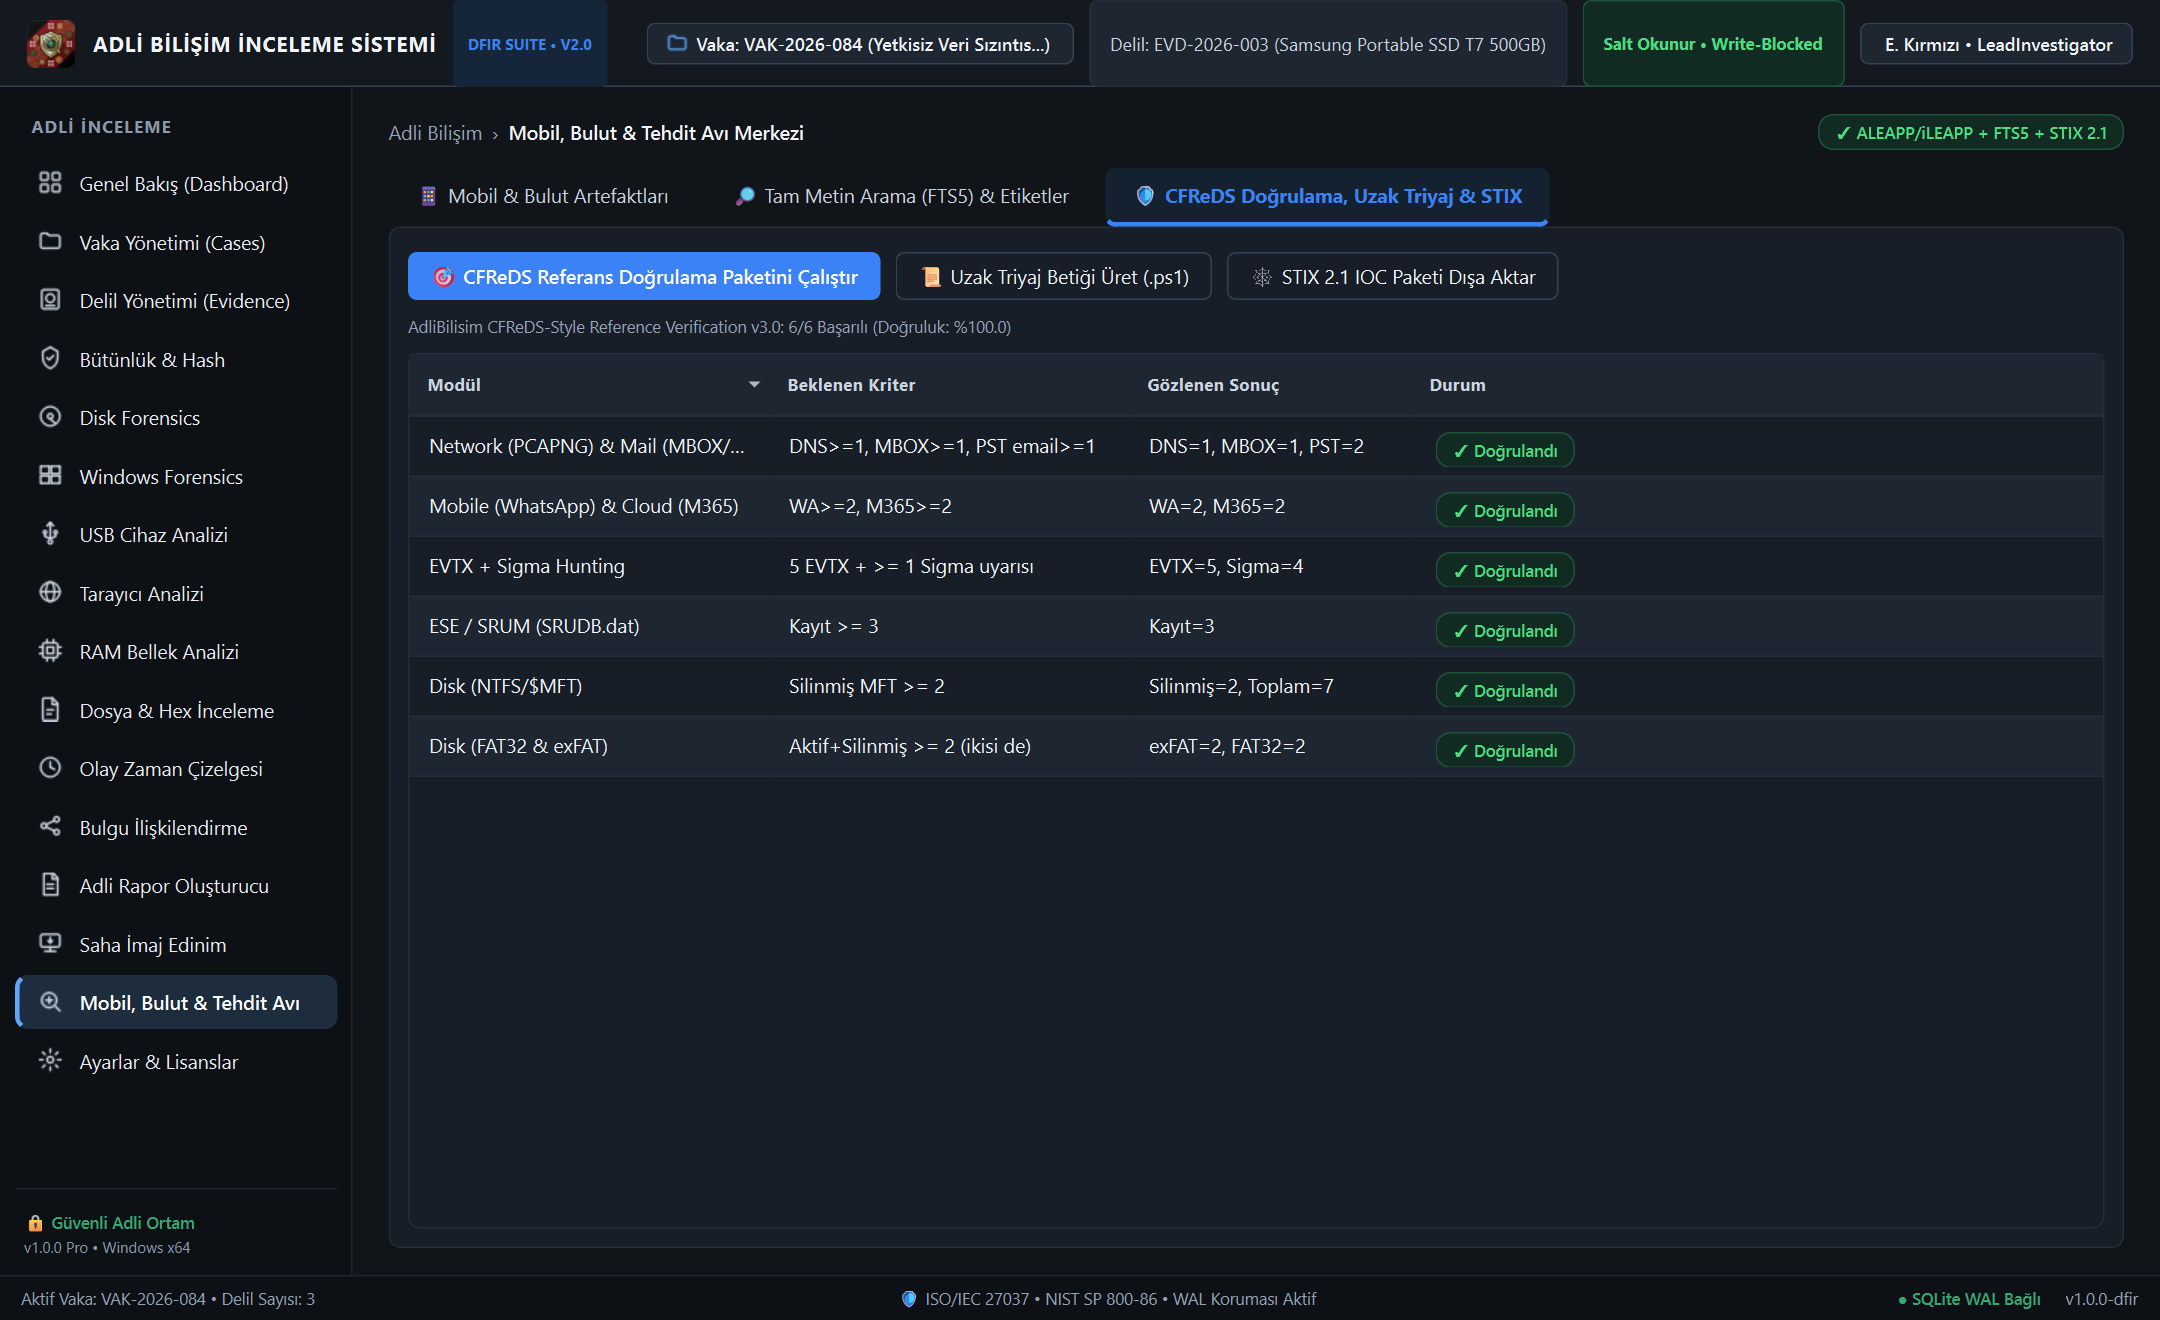 ADLİ BİLİŞİM İNCELEME SİSTEMİ
DFIR SUITE • V2.0
Vaka: VAK-2026-084 (Yetkisiz Veri Sızıntıs...)
Delil: EVD-2026-003 (Samsung Portable SSD T7 500GB)
Salt Okunur • Write-Blocked
E. Kırmızı • LeadInvestigator
ADLİ İNCELEME
Genel Bakış (Dashboard)
Vaka Yönetimi (Cases)
Delil Yönetimi (Evidence)
Bütünlük & Hash
Disk Forensics
Windows Forensics
USB Cihaz Analizi
Tarayıcı Analizi
RAM Bellek Analizi
Dosya & Hex İnceleme
Olay Zaman Çizelgesi
Bulgu İlişkilendirme
Adli Rapor Oluşturucu
Saha İmaj Edinim
Mobil, Bulut & Tehdit Avı
Ayarlar & Lisanslar
Güvenli Adli Ortam
v1.0.0 Pro • Windows x64
Adli Bilişim › Mobil, Bulut & Tehdit Avı Merkezi
✓ ALEAPP/iLEAPP + FTS5 + STIX 2.1
Mobil & Bulut Artefaktları
Tam Metin Arama (FTS5) & Etiketler
CFReDS Doğrulama, Uzak Triyaj & STIX
CFReDS Referans Doğrulama Paketini Çalıştır
Uzak Triyaj Betiği Üret (.ps1)
STIX 2.1 IOC Paketi Dışa Aktar
AdliBilisim CFReDS-Style Reference Verification v3.0: 6/6 Başarılı (Doğruluk: %100.0)
Modül Beklenen Kriter Gözlenen Sonuç Durum
Network (PCAPNG) & Mail (MBOX/... DNS>=1, MBOX>=1, PST email>=1 DNS=1, MBOX=1, PST=2 ✓ Doğrulandı
Mobile (WhatsApp) & Cloud (M365) WA>=2, M365>=2 WA=2, M365=2 ✓ Doğrulandı
EVTX + Sigma Hunting 5 EVTX + >= 1 Sigma uyarısı EVTX=5, Sigma=4 ✓ Doğrulandı
ESE / SRUM (SRUDB.dat) Kayıt >= 3 Kayıt=3 ✓ Doğrulandı
Disk (NTFS/$MFT) Silinmiş MFT >= 2 Silinmiş=2, Toplam=7 ✓ Doğrulandı
Disk (FAT32 & exFAT) Aktif+Silinmiş >= 2 (ikisi de) exFAT=2, FAT32=2 ✓ Doğrulandı
Aktif Vaka: VAK-2026-084 • Delil Sayısı: 3
ISO/IEC 27037 • NIST SP 800-86 • WAL Koruması Aktif
● SQLite WAL Bağlı
v1.0.0-dfir